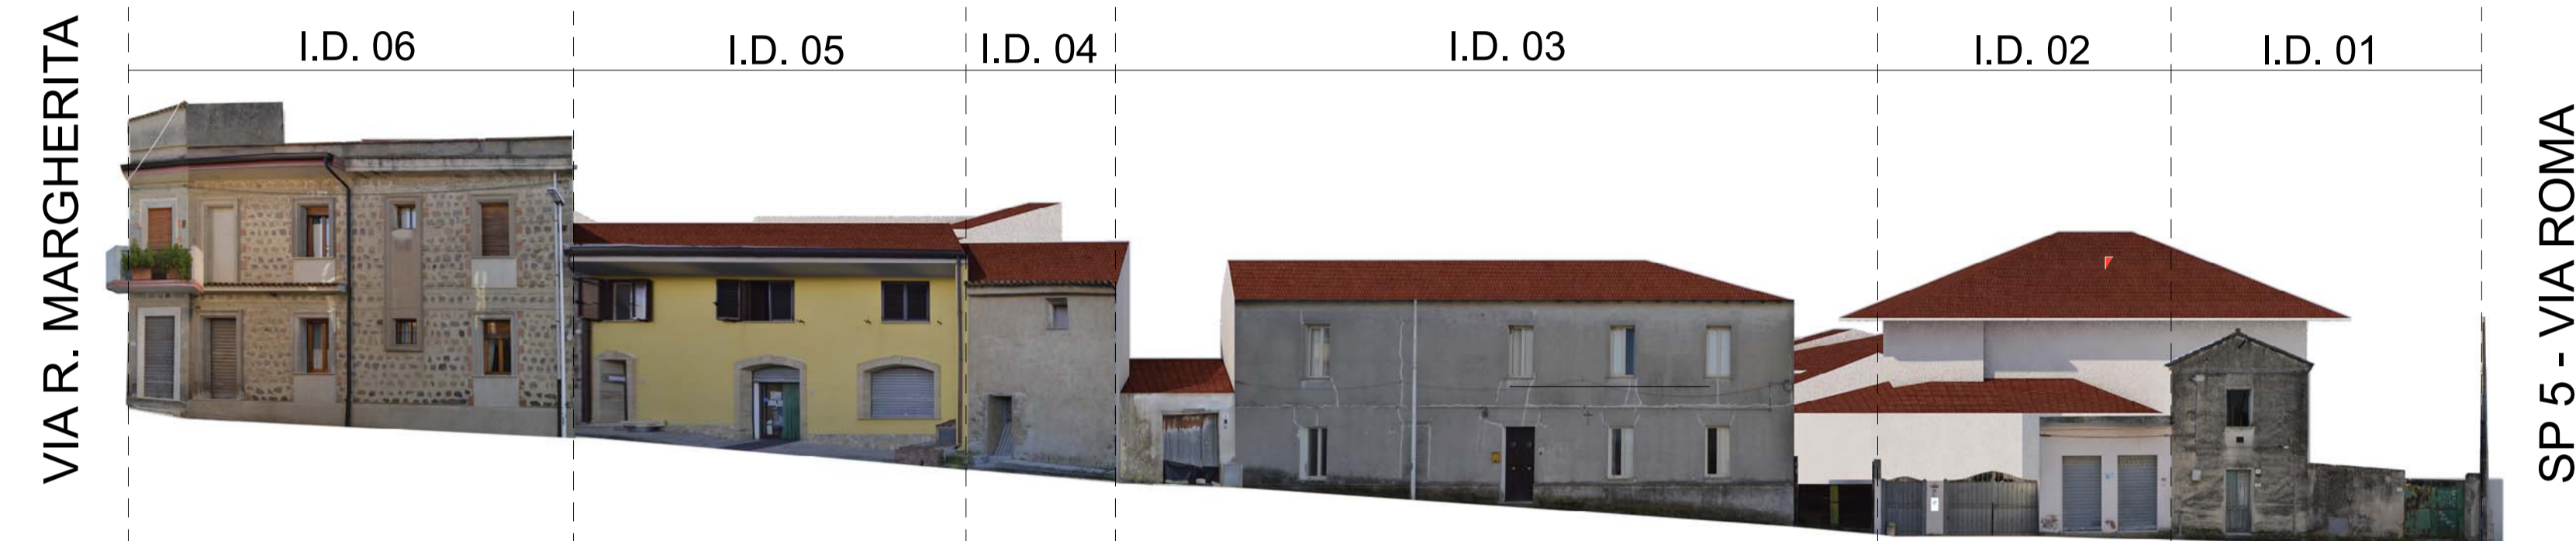 VIA R. MARGHERITA
I.D. 06
I.D. 05
I.D. 04
I.D. 03
I.D. 02
I.D. 01
SP 5 - VIA ROMA